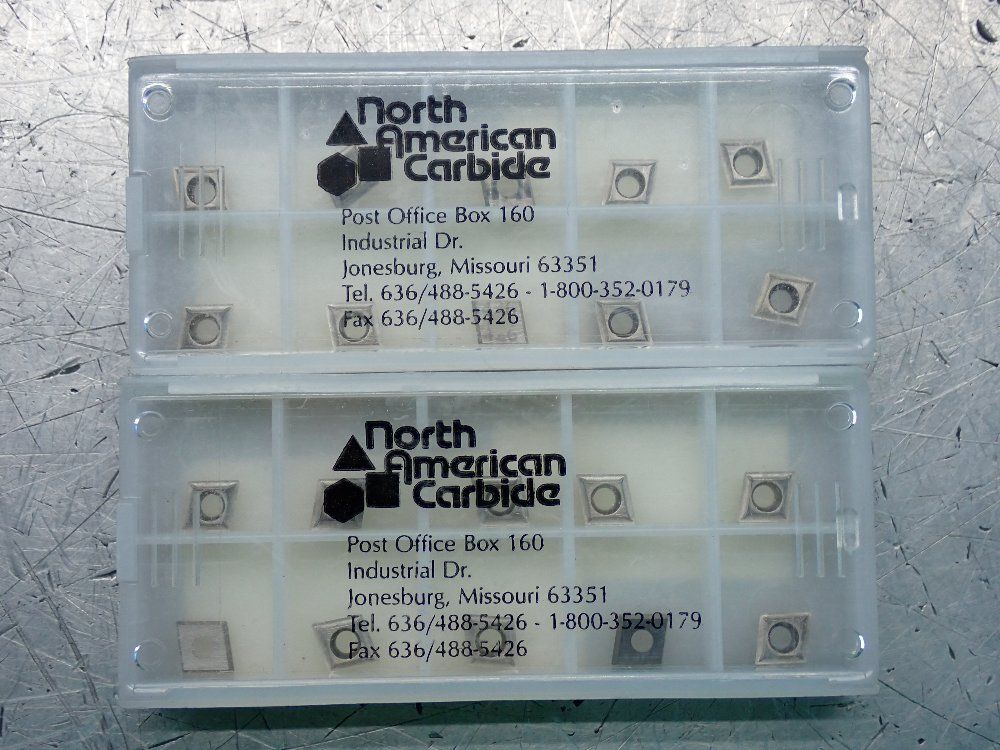 North
American
Carbide
Post Office Box 160
Industrial Dr.
Jonesburg, Missouri 63351
Tel. 636/488-5426 - 1-800-352-0179
Fax 636/488-5426
North
American
Carbide
Post Office Box 160
Industrial Dr.
Jonesburg, Missouri 63351
Tel. 636/488-5426 - 1-800-352-0179
Fax 636/488-5426